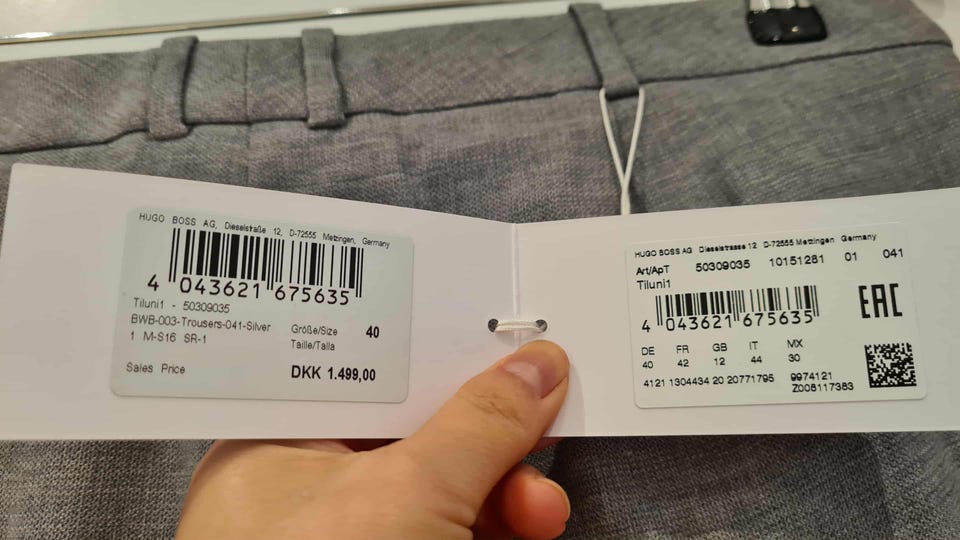 HUGO BOSS AG, Dieselstraße 12, D-72555 Metzingen, Germany
4 043621 675635
Tiluni1 - 50309035
BWB-003-Trousers-041-Silver
1 M-S16 SR-1
Größe/Size 40
Taille/Talla
Sales Price DKK 1.499,00
HUGO BOSS AG Dieselstrasse 12 D-72555 Metzingen Germany
Art/ApT 50309035 10151281 01 041
Tiluni1
4 043621 675635
EAC
DE FR GB IT MX
40 42 12 44 30
4121 1304434 20 20771795 9974121
Z008117383